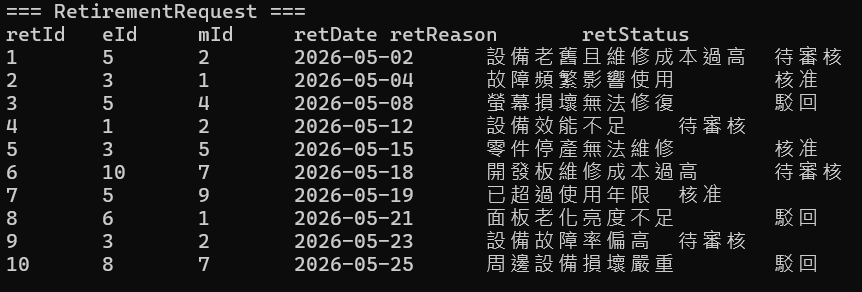 === RetirementRequest ===
retId eId mId retDate retReason retStatus
1 5 2 2026-05-02 設備老舊且維修成本過高 待審核
2 3 1 2026-05-04 故障頻繁影響使用 核准
3 5 4 2026-05-08 螢幕損壞無法修復 駁回
4 1 2 2026-05-12 設備效能不足 待審核
5 3 5 2026-05-15 零件停產無法維修 核准
6 10 7 2026-05-18 開發板維修成本過高 待審核
7 5 9 2026-05-19 已超過使用年限 核准
8 6 1 2026-05-21 面板老化亮度不足 駁回
9 3 2 2026-05-23 設備故障率偏高 待審核
10 8 7 2026-05-25 周邊設備損壞嚴重 駁回